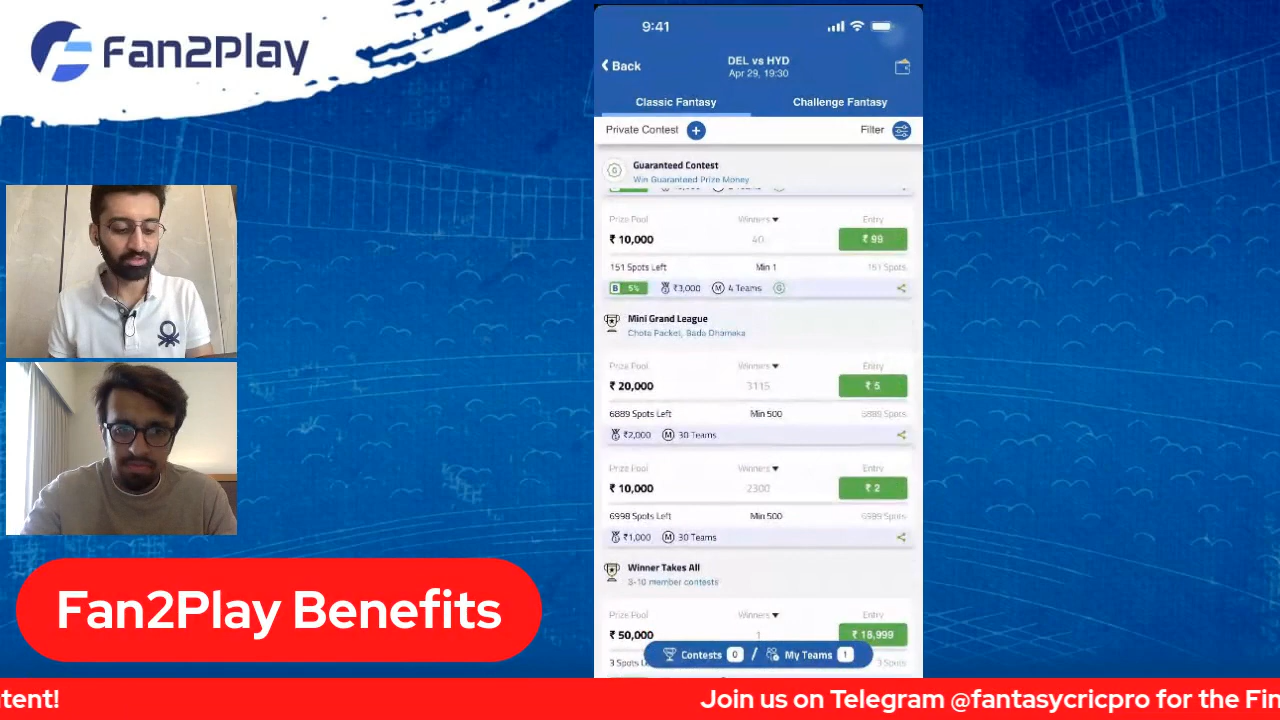 Fan2Play
9:41
Back
DEL vs HYD
Apr 29, 19:30
Classic Fantasy
Challenge Fantasy
Private Contest +
Filter
G
Guaranteed Contest
Win Guaranteed Prize Money
Prize Pool Winners Entry
₹ 10,000 40 ₹ 99
151 Spots Left Min 1 151 Spots
B 5% ₹3,000 M 4 Teams G
Mini Grand League
Chota Packet, Bada Dhamaka
Prize Pool Winners Entry
₹ 20,000 3115 ₹ 5
6889 Spots Left Min 500 6889 Spots
₹2,000 M 30 Teams
Prize Pool Winners Entry
₹ 10,000 2300 ₹ 2
6998 Spots Left Min 500 Spots
₹1,000 M 30 Teams
Winner Takes All
3-10 member contests
Prize Pool Winners Entry
₹ 50,000 1 ₹ 18,999
3 Spots 3 Spots
Contests 0 / My Teams 1
Fan2Play Benefits
tent!
Join us on Telegram @fantasycricpro for the Fin